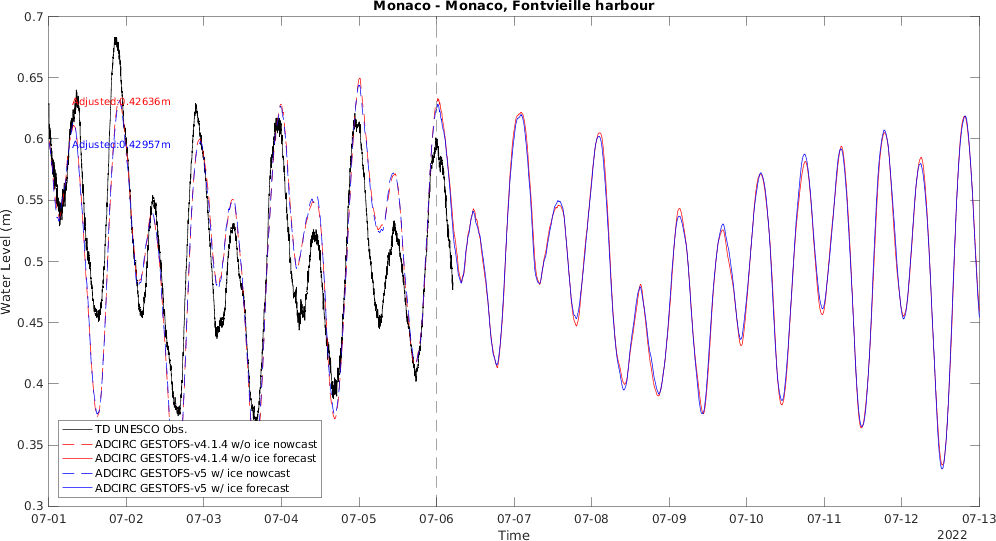 Monaco - Monaco, Fontvieille harbour
0.7
0.65
0.6
0.55
0.5
0.45
0.4
0.35
0.3
Water Level (m)
Adjusted:0.42636m
Adjusted:0.42957m
TD UNESCO Obs.
ADCIRC GESTOFS-v4.1.4 w/o ice nowcast
ADCIRC GESTOFS-v4.1.4 w/o ice forecast
ADCIRC GESTOFS-v5 w/ ice nowcast
ADCIRC GESTOFS-v5 w/ ice forecast
07-01 07-02 07-03 07-04 07-05 07-06 07-07 07-08 07-09 07-10 07-11 07-12 07-13
Time
2022